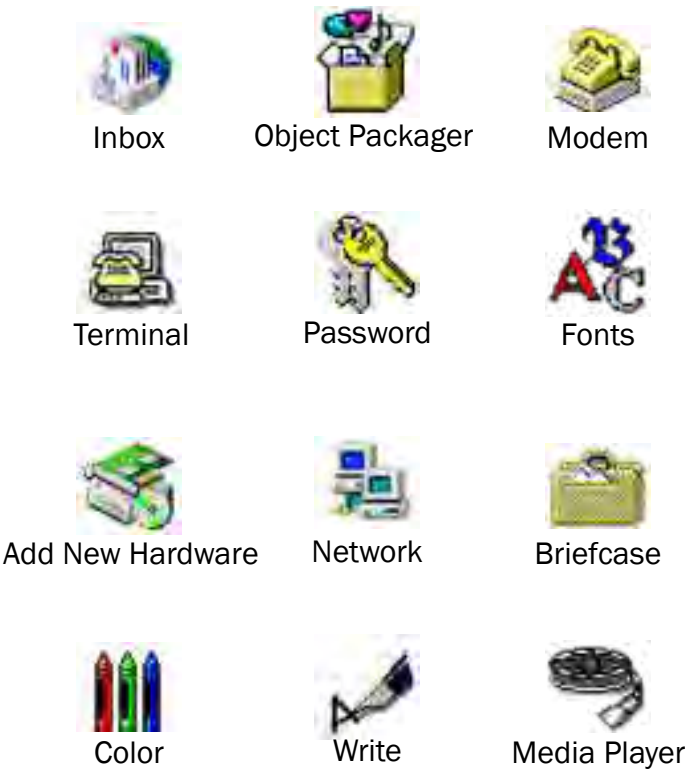 Inbox
Object Packager
Modem
Terminal
Password
Fonts
Add New Hardware
Network
Briefcase
Color
Write
Media Player